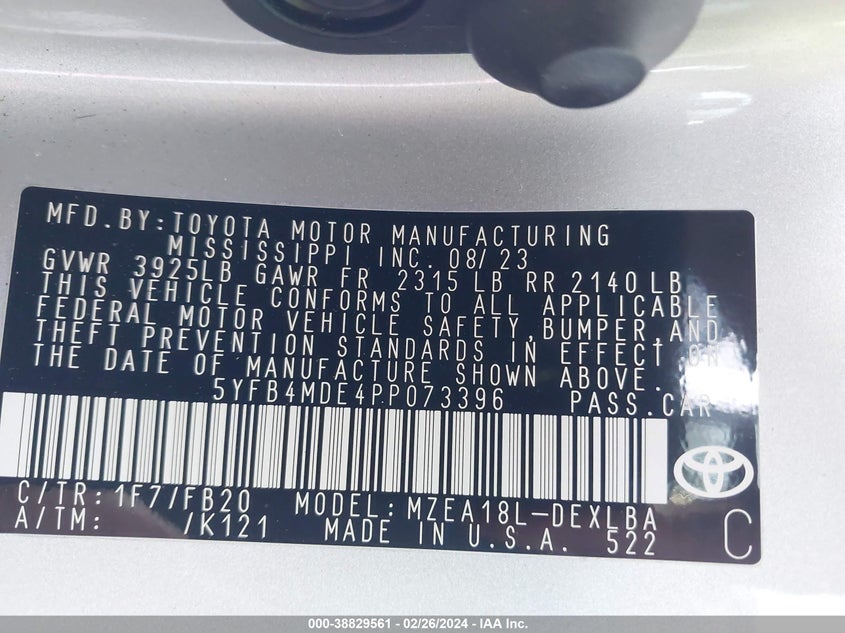 MFD.BY:TOYOTA MOTOR MANUFACTURING
MISSISSIPPI INC. 08/23
GVWR 3925LB GAWR FR 2315 LB RR 2140 LB
THIS VEHICLE CONFORMS TO ALL APPLICABLE
FEDERAL MOTOR VEHICLE SAFETY,BUMPER,AND
THEFT PREVENTION STANDARDS IN EFFECT ON
THE DATE OF MANUFACTURE SHOWN ABOVE.
5YFB4MDE4PP073396 PASS.CAR
C/TR:1F7/FB20 MODEL:MZEA18L-DEXLBA
A/TM: /K121 MADE IN U.S.A. 522
C
000-38829561 - 02/26/2024 - IAA Inc.